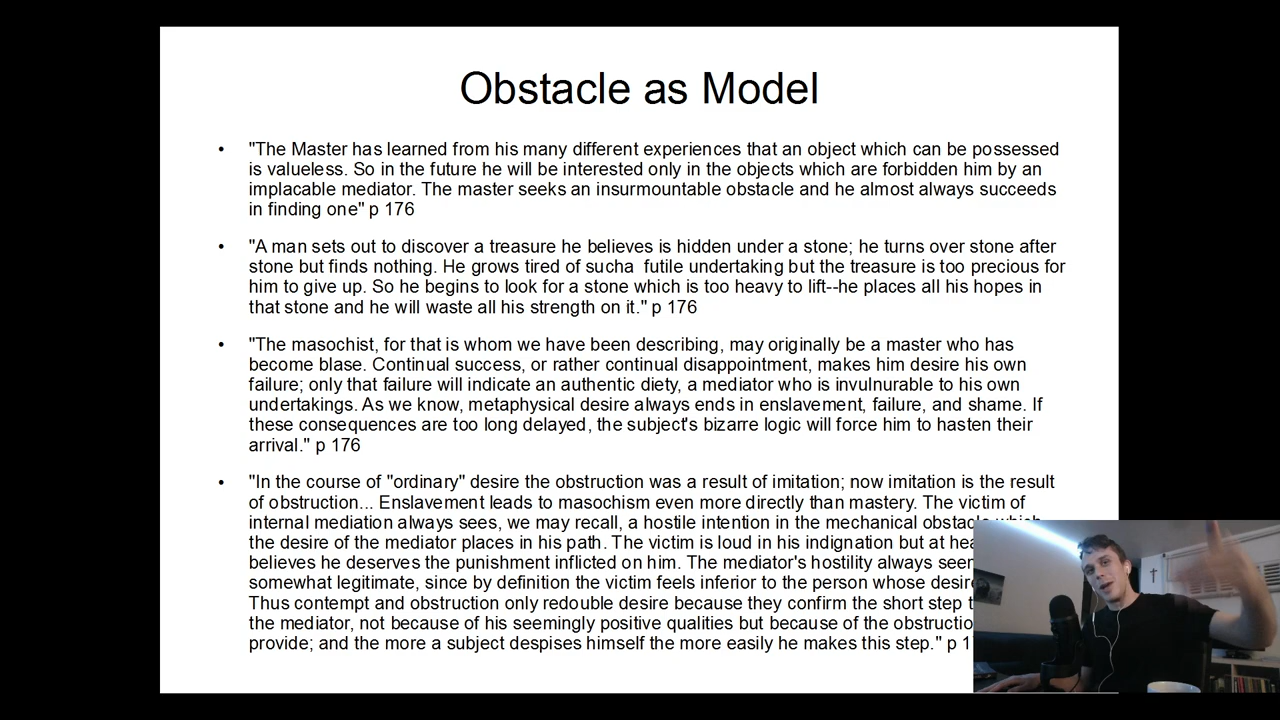 Obstacle as Model
• "The Master has learned from his many different experiences that an object which can be possessed
is valueless. So in the future he will be interested only in the objects which are forbidden him by an
implacable mediator. The master seeks an insurmountable obstacle and he almost always succeeds
in finding one" p 176
• "A man sets out to discover a treasure he believes is hidden under a stone; he turns over stone after
stone but finds nothing. He grows tired of sucha  futile undertaking but the treasure is too precious for
him to give up. So he begins to look for a stone which is too heavy to lift--he places all his hopes in
that stone and he will waste all his strength on it." p 176
• "The masochist, for that is whom we have been describing, may originally be a master who has
become blase. Continual success, or rather continual disappointment, makes him desire his own
failure; only that failure will indicate an authentic diety, a mediator who is invulnurable to his own
undertakings. As we know, metaphysical desire always ends in enslavement, failure, and shame. If
these consequences are too long delayed, the subject's bizarre logic will force him to hasten their
arrival." p 176
• "In the course of "ordinary" desire the obstruction was a result of imitation; now imitation is the result
of obstruction... Enslavement leads to masochism even more directly than mastery. The victim of
internal mediation always sees, we may recall, a hostile intention in the mechanical obstacle which
the desire of the mediator places in his path. The victim is loud in his indignation but at
believes he deserves the punishment inflicted on him. The mediator's hostility always
somewhat legitimate, since by definition the victim feels inferior to the person whose
Thus contempt and obstruction only redouble desire because they confirm the short step
the mediator, not because of his seemingly positive qualities but because of the
provide; and the more a subject despises himself the more easily he makes this step." p